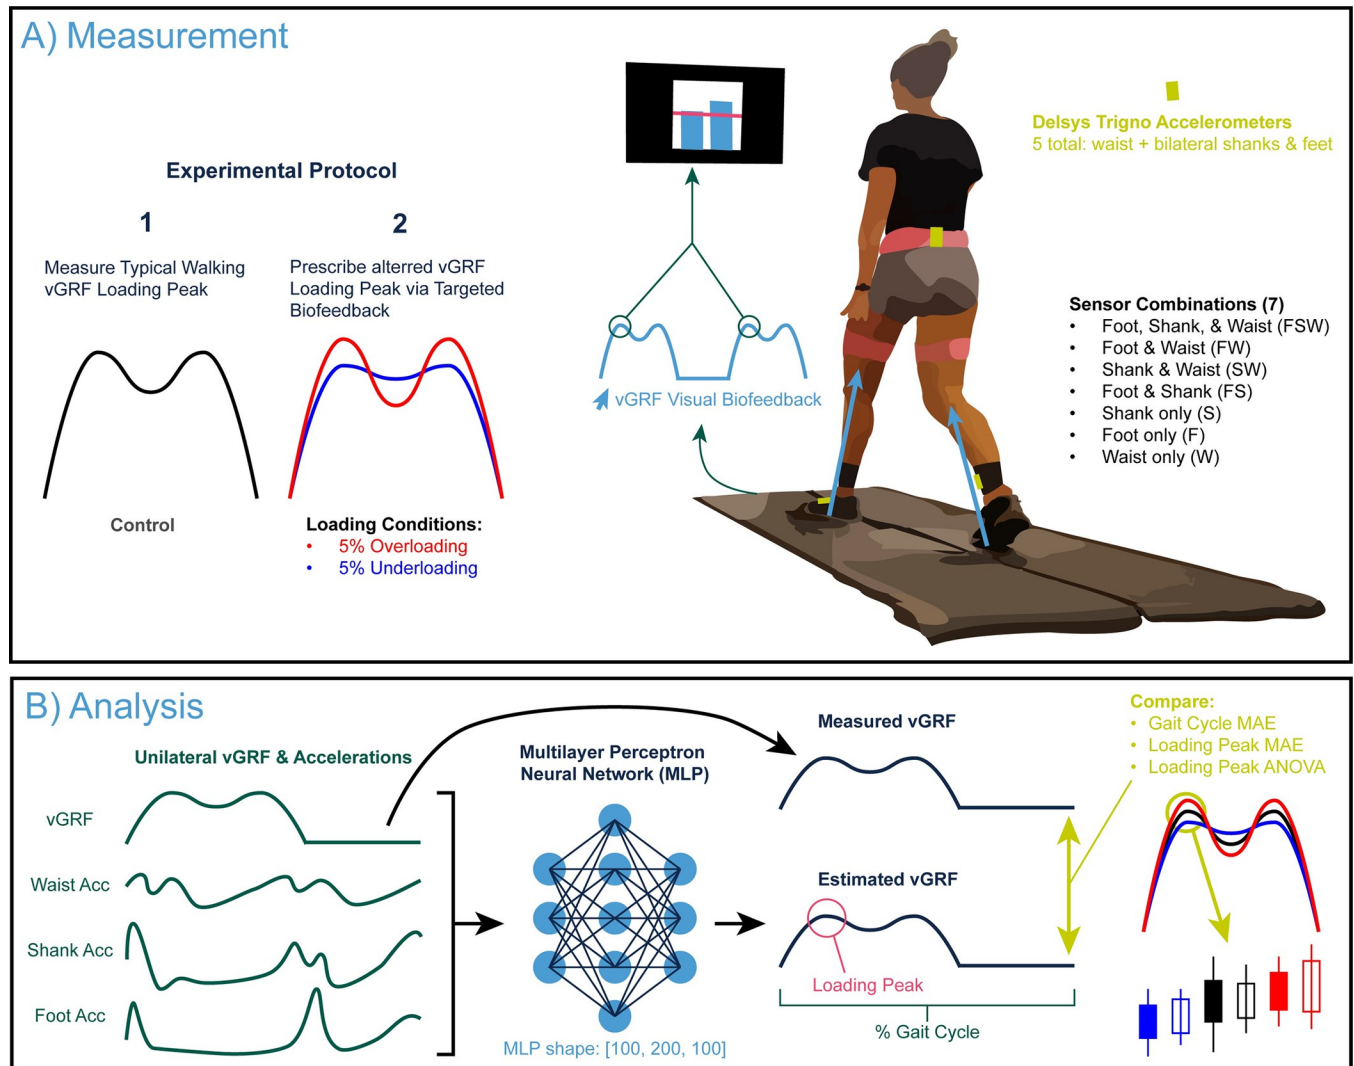 A) Measurement
Experimental Protocol
1
Measure Typical Walking
vGRF Loading Peak
Control
2
Prescribe alterred vGRF
Loading Peak via Targeted
Biofeedback
Loading Conditions:
• 5% Overloading
• 5% Underloading
vGRF Visual Biofeedback
Delsys Trigno Accelerometers
5 total: waist + bilateral shanks & feet
Sensor Combinations (7)
• Foot, Shank, & Waist (FSW)
• Foot & Waist (FW)
• Shank & Waist (SW)
• Foot & Shank (FS)
• Shank only (S)
• Foot only (F)
• Waist only (W)
B) Analysis
Unilateral vGRF & Accelerations
vGRF
Waist Acc
Shank Acc
Foot Acc
Multilayer Perceptron
Neural Network (MLP)
MLP shape: [100, 200, 100]
Measured vGRF
Estimated vGRF
Loading Peak
% Gait Cycle
Compare:
• Gait Cycle MAE
• Loading Peak MAE
• Loading Peak ANOVA